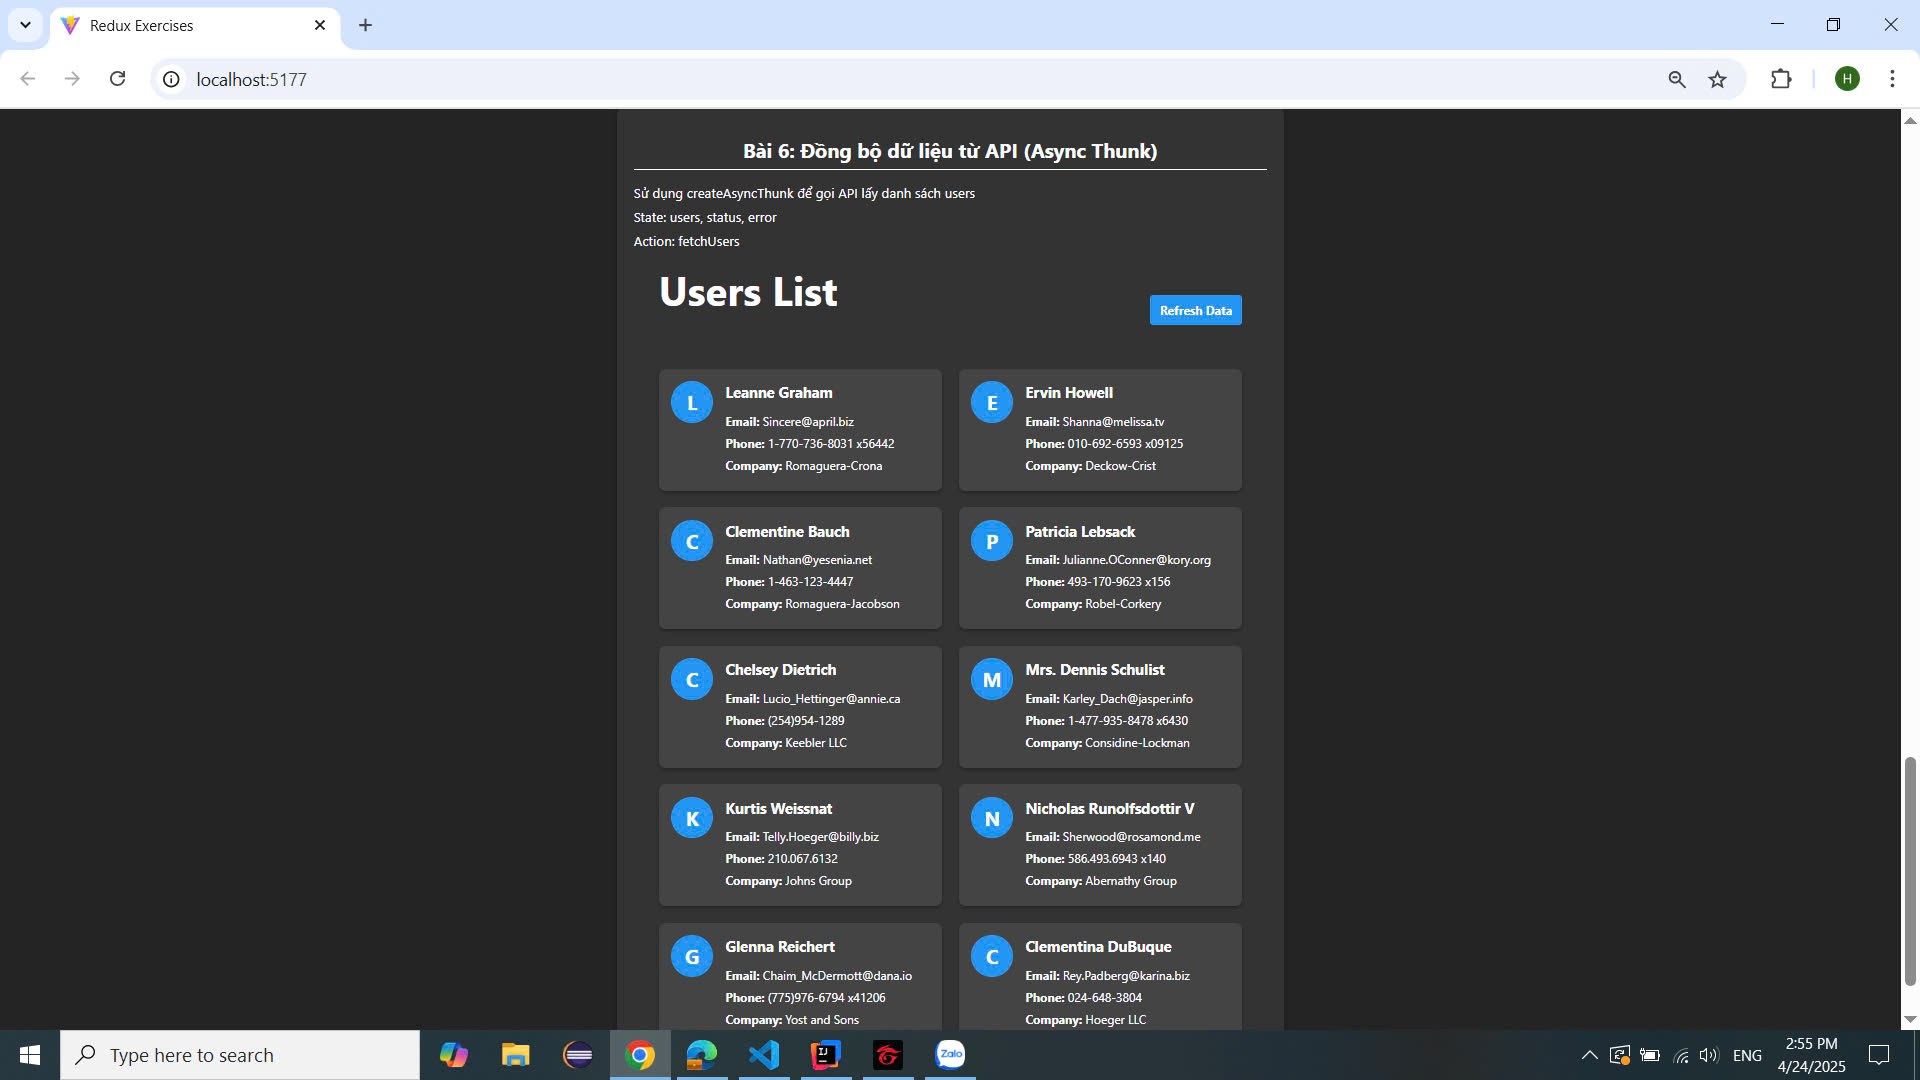 Redux Exercises
localhost:5177
H
Bài 6: Đồng bộ dữ liệu từ API (Async Thunk)
Sử dụng createAsyncThunk để gọi API lấy danh sách users
State: users, status, error
Action: fetchUsers
Users List
Refresh Data
L
Leanne Graham
Email: Sincere@april.biz
Phone: 1-770-736-8031 x56442
Company: Romaguera-Crona
E
Ervin Howell
Email: Shanna@melissa.tv
Phone: 010-692-6593 x09125
Company: Deckow-Crist
C
Clementine Bauch
Email: Nathan@yesenia.net
Phone: 1-463-123-4447
Company: Romaguera-Jacobson
P
Patricia Lebsack
Email: Julianne.OConner@kory.org
Phone: 493-170-9623 x156
Company: Robel-Corkery
C
Chelsey Dietrich
Email: Lucio_Hettinger@annie.ca
Phone: (254)954-1289
Company: Keebler LLC
M
Mrs. Dennis Schulist
Email: Karley_Dach@jasper.info
Phone: 1-477-935-8478 x6430
Company: Considine-Lockman
K
Kurtis Weissnat
Email: Telly.Hoeger@billy.biz
Phone: 210.067.6132
Company: Johns Group
N
Nicholas Runolfsdottir V
Email: Sherwood@rosamond.me
Phone: 586.493.6943 x140
Company: Abernathy Group
G
Glenna Reichert
Email: Chaim_McDermott@dana.io
Phone: (775)976-6794 x41206
Company: Yost and Sons
C
Clementina DuBuque
Email: Rey.Padberg@karina.biz
Phone: 024-648-3804
Company: Hoeger LLC
Type here to search
IJ
Zalo
ENG
2:55 PM
4/24/2025